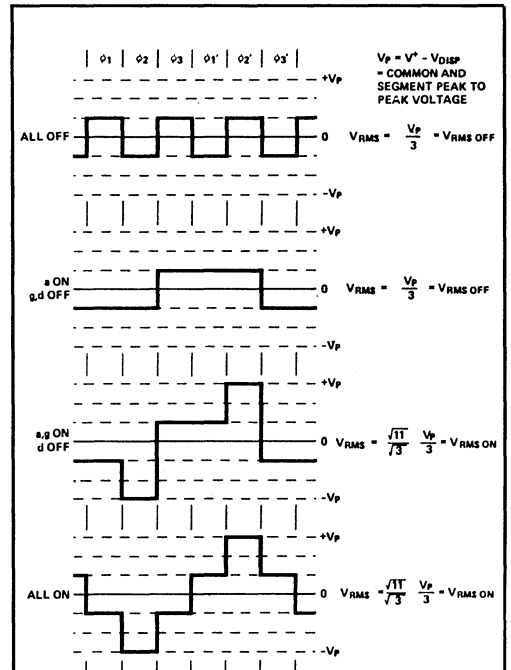 ϕ1 ϕ2 ϕ3 ϕ1' ϕ2' ϕ3'
VP = V+ - VDISP
= COMMON AND
SEGMENT PEAK TO
PEAK VOLTAGE
+VP
ALL OFF
0
VRMS = VP/3 = VRMS OFF
-VP
+VP
a ON
g,d OFF
0
VRMS = VP/3 = VRMS OFF
-VP
+VP
a,g ON
d OFF
0
VRMS = √11/√3 VP/3 = VRMS ON
-VP
+VP
ALL ON
0
VRMS = √11/√3 VP/3 = VRMS ON
-VP